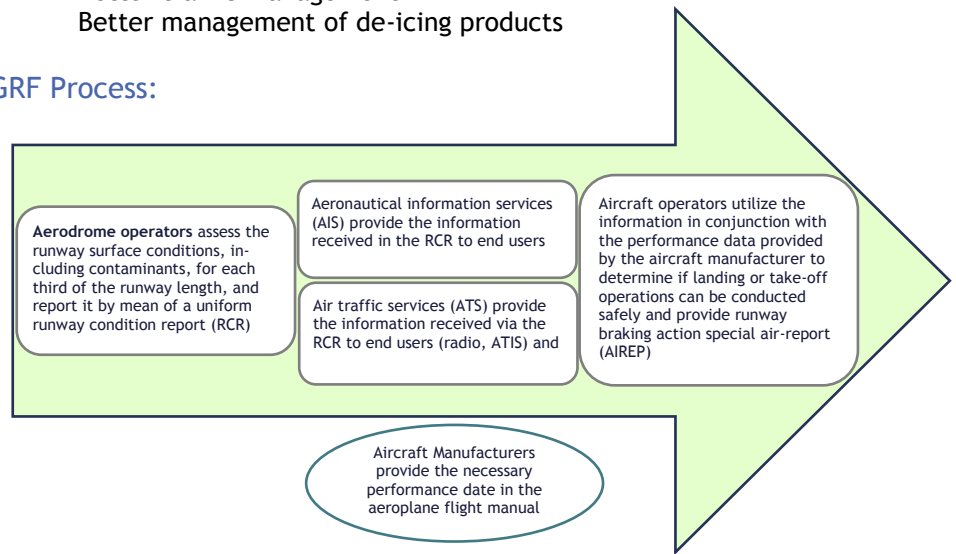 Better management of de-icing products
GRF Process:
Aerodrome operators assess the
runway surface conditions, in-
cluding contaminants, for each
third of the runway length, and
report it by mean of a uniform
runway condition report (RCR)
Aeronautical information services
(AIS) provide the information
received in the RCR to end users
Air traffic services (ATS) provide
the information received via the
RCR to end users (radio, ATIS) and
Aircraft operators utilize the
information in conjunction with
the performance data provided
by the aircraft manufacturer to
determine if landing or take-off
operations can be conducted
safely and provide runway
braking action special air-report
(AIREP)
Aircraft Manufacturers
provide the necessary
performance date in the
aeroplane flight manual